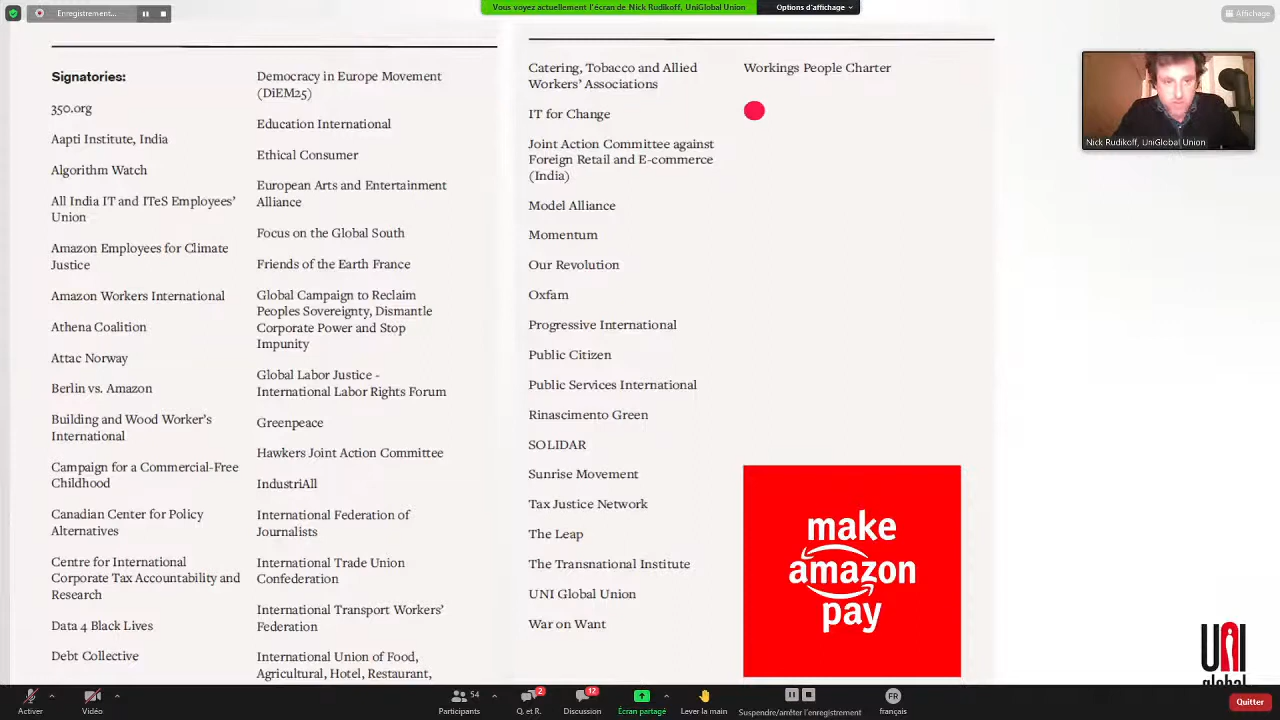 Enregistrement...
Vous voyez actuellement l'écran de Nick Rudikoff, UniGlobal Union
Options d'affichage
Affichage
Signatories:
350.org
Aapti Institute, India
Algorithm Watch
All India IT and ITeS Employees'
Union
Amazon Employees for Climate
Justice
Amazon Workers International
Athena Coalition
Attac Norway
Berlin vs. Amazon
Building and Wood Worker's
International
Campaign for a Commercial-Free
Childhood
Canadian Center for Policy
Alternatives
Centre for International
Corporate Tax Accountability and
Research
Data 4 Black Lives
Debt Collective
Democracy in Europe Movement
(DiEM25)
Education International
Ethical Consumer
European Arts and Entertainment
Alliance
Focus on the Global South
Friends of the Earth France
Global Campaign to Reclaim
Peoples Sovereignty, Dismantle
Corporate Power and Stop
Impunity
Global Labor Justice -
International Labor Rights Forum
Greenpeace
Hawkers Joint Action Committee
IndustriAll
International Federation of
Journalists
International Trade Union
Confederation
International Transport Workers'
Federation
International Union of Food,
Agricultural, Hotel, Restaurant,
Catering, Tobacco and Allied
Workers' Associations
IT for Change
Joint Action Committee against
Foreign Retail and E-commerce
(India)
Model Alliance
Momentum
Our Revolution
Oxfam
Progressive International
Public Citizen
Public Services International
Rinascimento Green
SOLIDAR
Sunrise Movement
Tax Justice Network
The Leap
The Transnational Institute
UNI Global Union
War on Want
Workings People Charter
make
amazon
pay
Nick Rudikoff, UniGlobal Union
UNI
global
Activer
Vidéo
54
Participants
2
Q. et R.
12
Discussion
Écran partagé
Lever la main
Suspendre/arrêter l'enregistrement
FR
français
Quitter